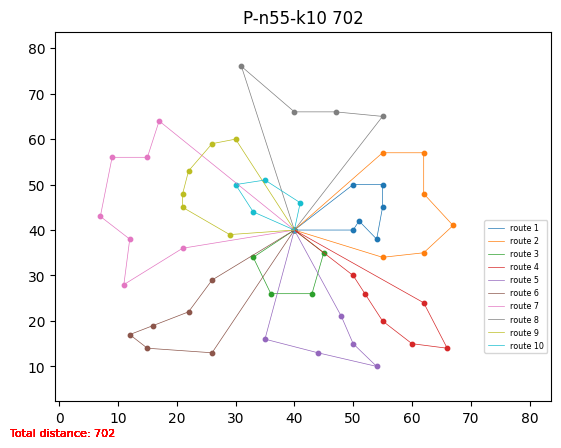 P-n55-k10 702
80
70
60
50
40
30
20
10
0 10 20 30 40 50 60 70 80
route 1
route 2
route 3
route 4
route 5
route 6
route 7
route 8
route 9
route 10
Total distance: 702